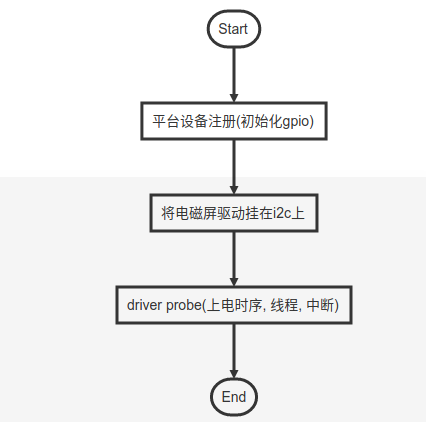 Start
平台设备注册(初始化gpio)
将电磁屏驱动挂在i2c上
driver probe(上电时序, 线程, 中断)
End